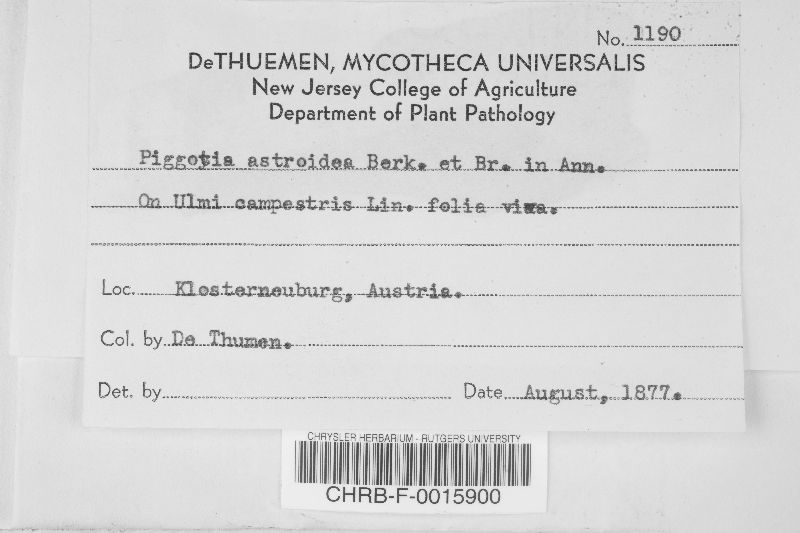 No. 1190
DeTHUEMEN, MYCOTHECA UNIVERSALIS
New Jersey College of Agriculture
Department of Plant Pathology
Piggotia astroidea Berk. et Br. in Ann.
On Ulmi campestris Lin. folia viva.
Loc. Klosterneuburg, Austria.
Col. by De Thumen.
Det. by Date August, 1877.
CHRYSLER HERBARIUM - RUTGERS UNIVERSITY
CHRB-F-0015900